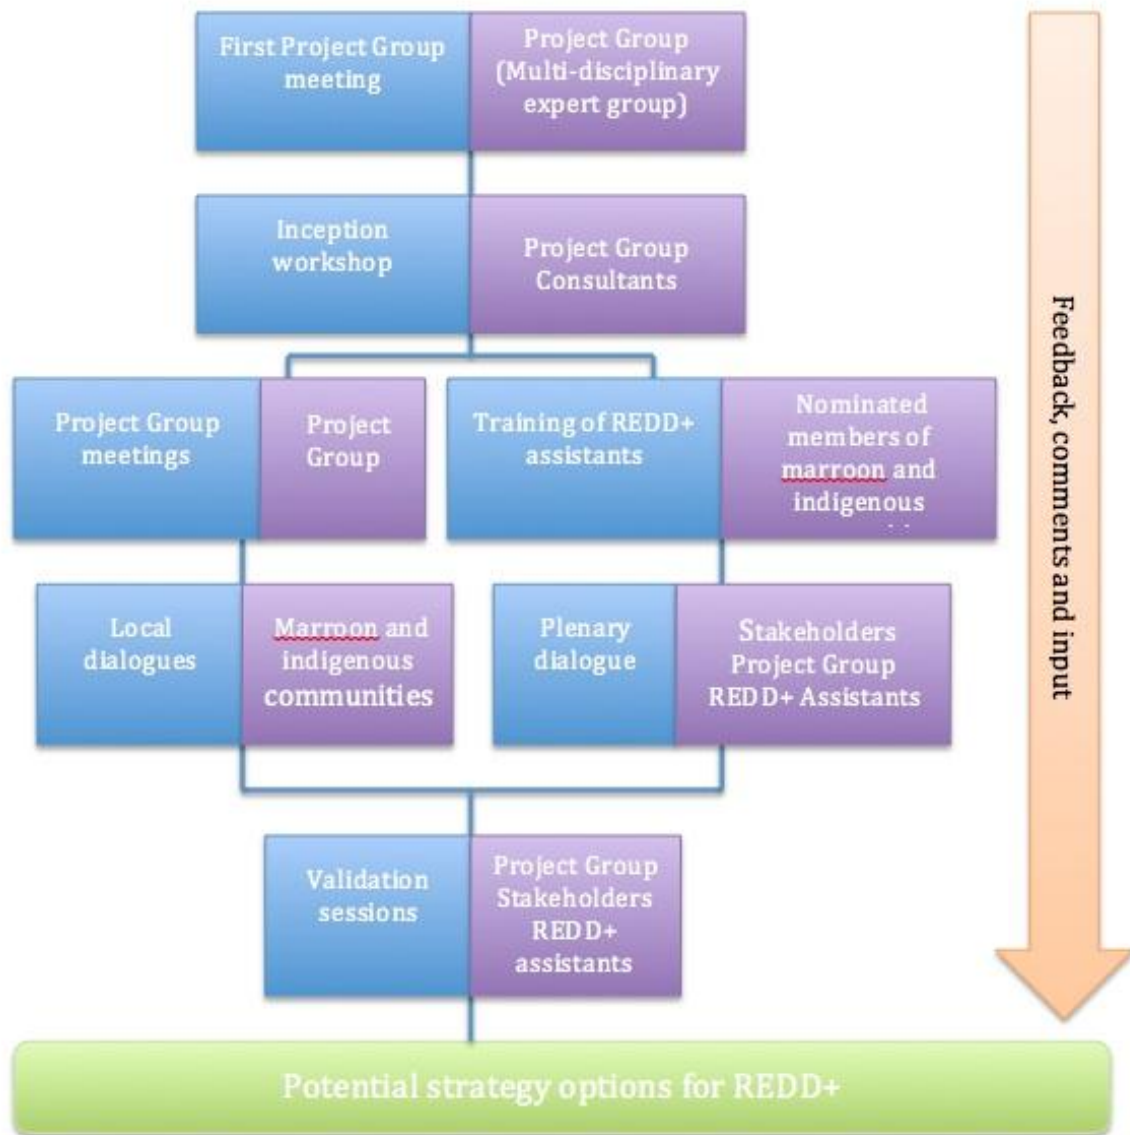 First Project Group
meeting
Project Group
(Multi-disciplinary
expert group)
Inception
workshop
Project Group
Consultants
Project Group
meetings
Project
Group
Training of REDD+
assistants
Nominated
members of
marroon and
indigenous
Local
dialogues
Marroon and
indigenous
communities
Plenary
dialogue
Stakeholders
Project Group
REDD+ Assistants
Validation
sessions
Project Group
Stakeholders
REDD+
assistants
Potential strategy options for REDD+
Feedback, comments and input